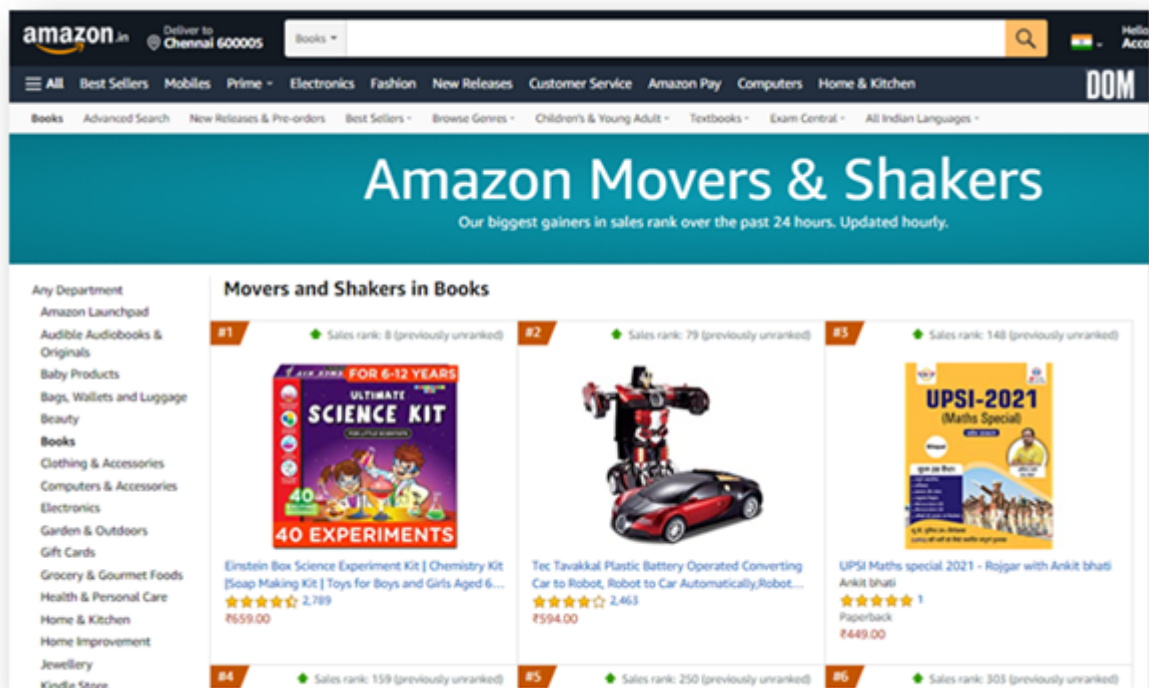 amazon.in
Deliver to
Chennai 600005
Books
Hello
Acco
All Best Sellers Mobiles Prime Electronics Fashion New Releases Customer Service Amazon Pay Computers Home & Kitchen
DOM
Books Advanced Search New Releases & Pre-orders Best Sellers Browse Genres Children's & Young Adult Textbooks Exam Central All Indian Languages
Amazon Movers & Shakers
Our biggest gainers in sales rank over the past 24 hours. Updated hourly.
Any Department
Amazon Launchpad
Audible Audiobooks &
Originals
Baby Products
Bags, Wallets and Luggage
Beauty
Books
Clothing & Accessories
Computers & Accessories
Electronics
Garden & Outdoors
Gift Cards
Grocery & Gourmet Foods
Health & Personal Care
Home & Kitchen
Home Improvement
Jewellery
Kindle Store
Movers and Shakers in Books
#1 Sales rank: 8 (previously unranked)
FOR 6-12 YEARS
ULTIMATE
SCIENCE KIT
40
40 EXPERIMENTS
Einstein Box Science Experiment Kit | Chemistry Kit
|Soap Making Kit | Toys for Boys and Girls Aged 6...
2,789
₹659.00
#2 Sales rank: 79 (previously unranked)
Tec Tavakkal Plastic Battery Operated Converting
Car to Robot, Robot to Car Automatically,Robot...
2,463
₹594.00
#3 Sales rank: 148 (previously unranked)
UPSI-2021
(Maths Special)
UPSI Maths special 2021 - Rojgar with Ankit bhati
Ankit bhati
1
Paperback
₹449.00
#4 Sales rank: 159 (previously unranked)
#5 Sales rank: 250 (previously unranked)
#6 Sales rank: 303 (previously unranked)